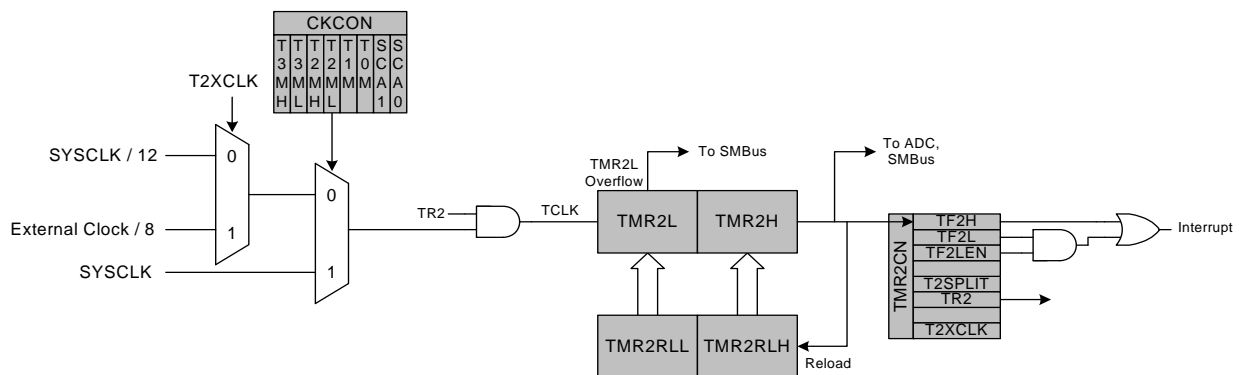 CKCON
T3MH
T3ML
T2MH
T2ML
T1M
T0M
SCA1
SCA0
T2XCLK
SYSCLK / 12
0
External Clock / 8
1
SYSCLK
0
1
TR2
TCLK
TMR2L
Overflow
To SMBus
To ADC,
SMBus
TMR2L
TMR2H
TMR2RLL
TMR2RLH
Reload
TMR2CN
TF2H
TF2L
TF2LEN
T2SPLIT
TR2
T2XCLK
Interrupt